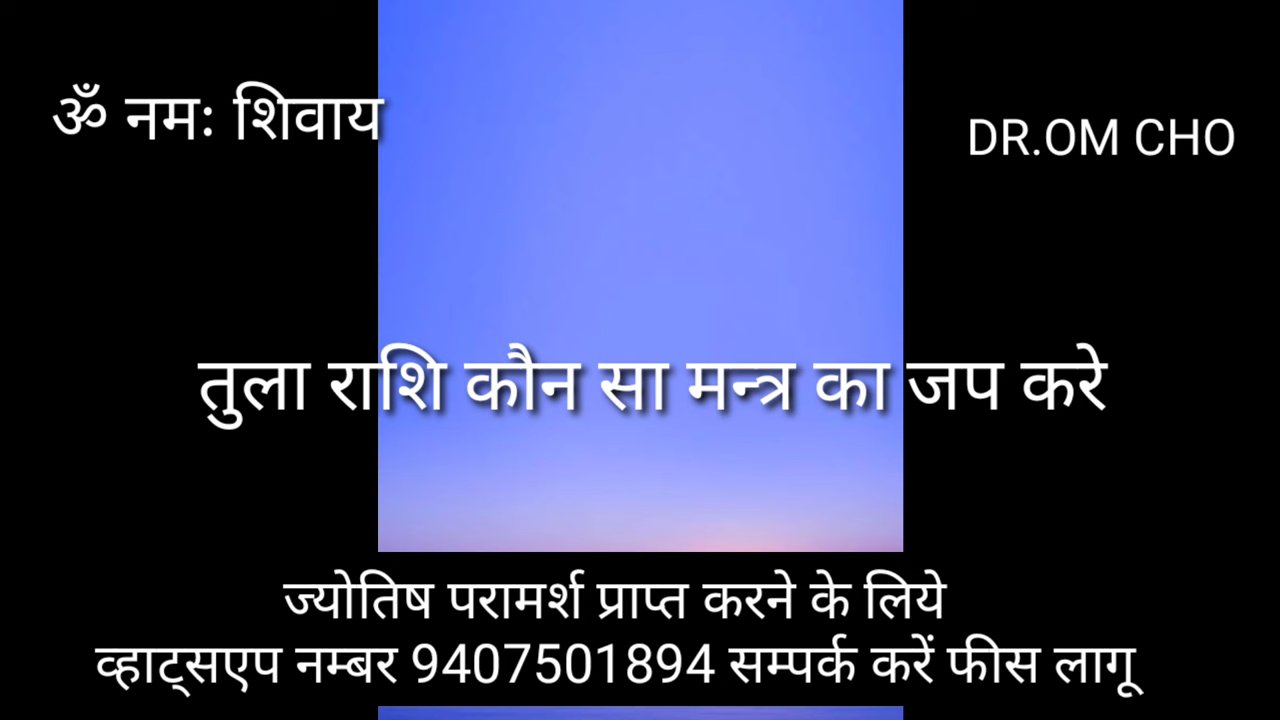 ॐ नमः शिवाय
DR.OM CHO
तुला राशि कौन सा मन्त्र का जप करे
ज्योतिष परामर्श प्राप्त करने के लिये
व्हाट्सएप नम्बर 9407501894 सम्पर्क करें फीस लागू